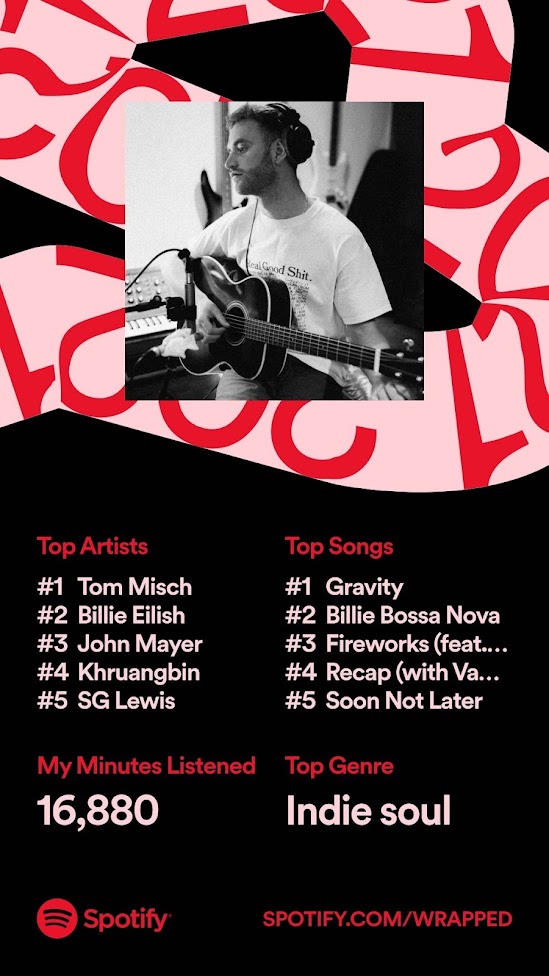 Real Good Shit.
Top Artists
#1 Tom Misch
#2 Billie Eilish
#3 John Mayer
#4 Khruangbin
#5 SG Lewis
Top Songs
#1 Gravity
#2 Billie Bossa Nova
#3 Fireworks (feat....
#4 Recap (with Va...
#5 Soon Not Later
My Minutes Listened
16,880
Top Genre
Indie soul
Spotify
SPOTIFY.COM/WRAPPED